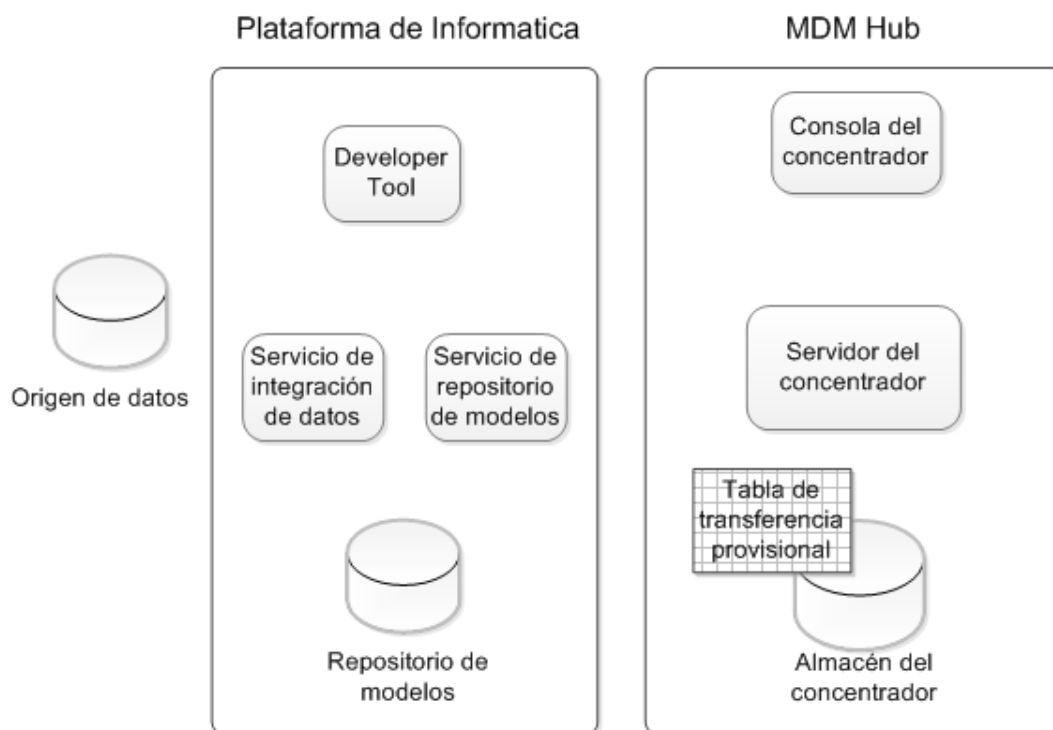 Plataforma de Informatica
MDM Hub
Developer
Tool
Consola del
concentrador
Origen de datos
Servicio de
integración
de datos
Servicio de
repositorio
de modelos
Servidor del
concentrador
Tabla de
transferencia
provisional
Repositorio de
modelos
Almacén del
concentrador